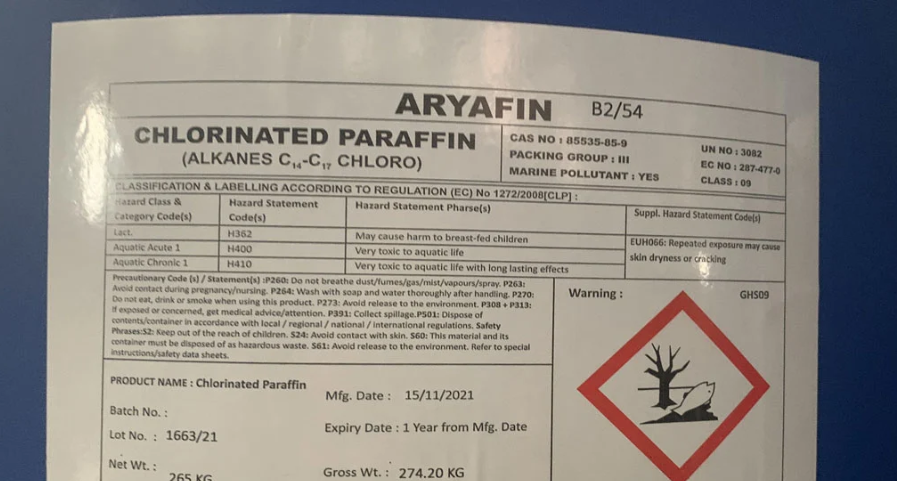 ARYAFIN B2/54
CHLORINATED PARAFFIN
(ALKANES C₁₄-C₁₇ CHLORO)
CAS NO : 85535-85-9
PACKING GROUP : III
MARINE POLLUTANT : YES
UN NO : 3082
EC NO : 287-477-0
CLASS : 09
CLASSIFICATION & LABELLING ACCORDING TO REGULATION (EC) No 1272/2008[CLP] :
Hazard Class &
Category Code(s)
Hazard Statement
Code(s)
Hazard Statement Pharse(s)
Suppl. Hazard Statement Code(s)
Lact.
H362
May cause harm to breast-fed children
Aquatic Acute 1
H400
Very toxic to aquatic life
Aquatic Chronic 1
H410
Very toxic to aquatic life with long lasting effects
EUH066: Repeated exposure may cause
skin dryness or cracking
Precautionary Code (s) / Statement(s) :P260: Do not breathe dust/fumes/gas/mist/vapours/spray. P263:
Avoid contact during pregnancy/nursing. P264: Wash with soap and water thoroughly after handling. P270:
Do not eat, drink or smoke when using this product. P273: Avoid release to the environment. P308 + P313:
If exposed or concerned, get medical advice/attention. P391: Collect spillage.P501: Dispose of
contents/container in accordance with local / regional / national / international regulations. Safety
Phrases:S2: Keep out of the reach of children. S24: Avoid contact with skin. S60: This material and its
container must be disposed of as hazardous waste. S61: Avoid release to the environment. Refer to special
instructions/safety data sheets.
Warning :
GHS09
PRODUCT NAME : Chlorinated Paraffin
Batch No. :
Lot No. : 1663/21
Net Wt. :
265 KG
Mfg. Date : 15/11/2021
Expiry Date : 1 Year from Mfg. Date
Gross Wt. : 274.20 KG